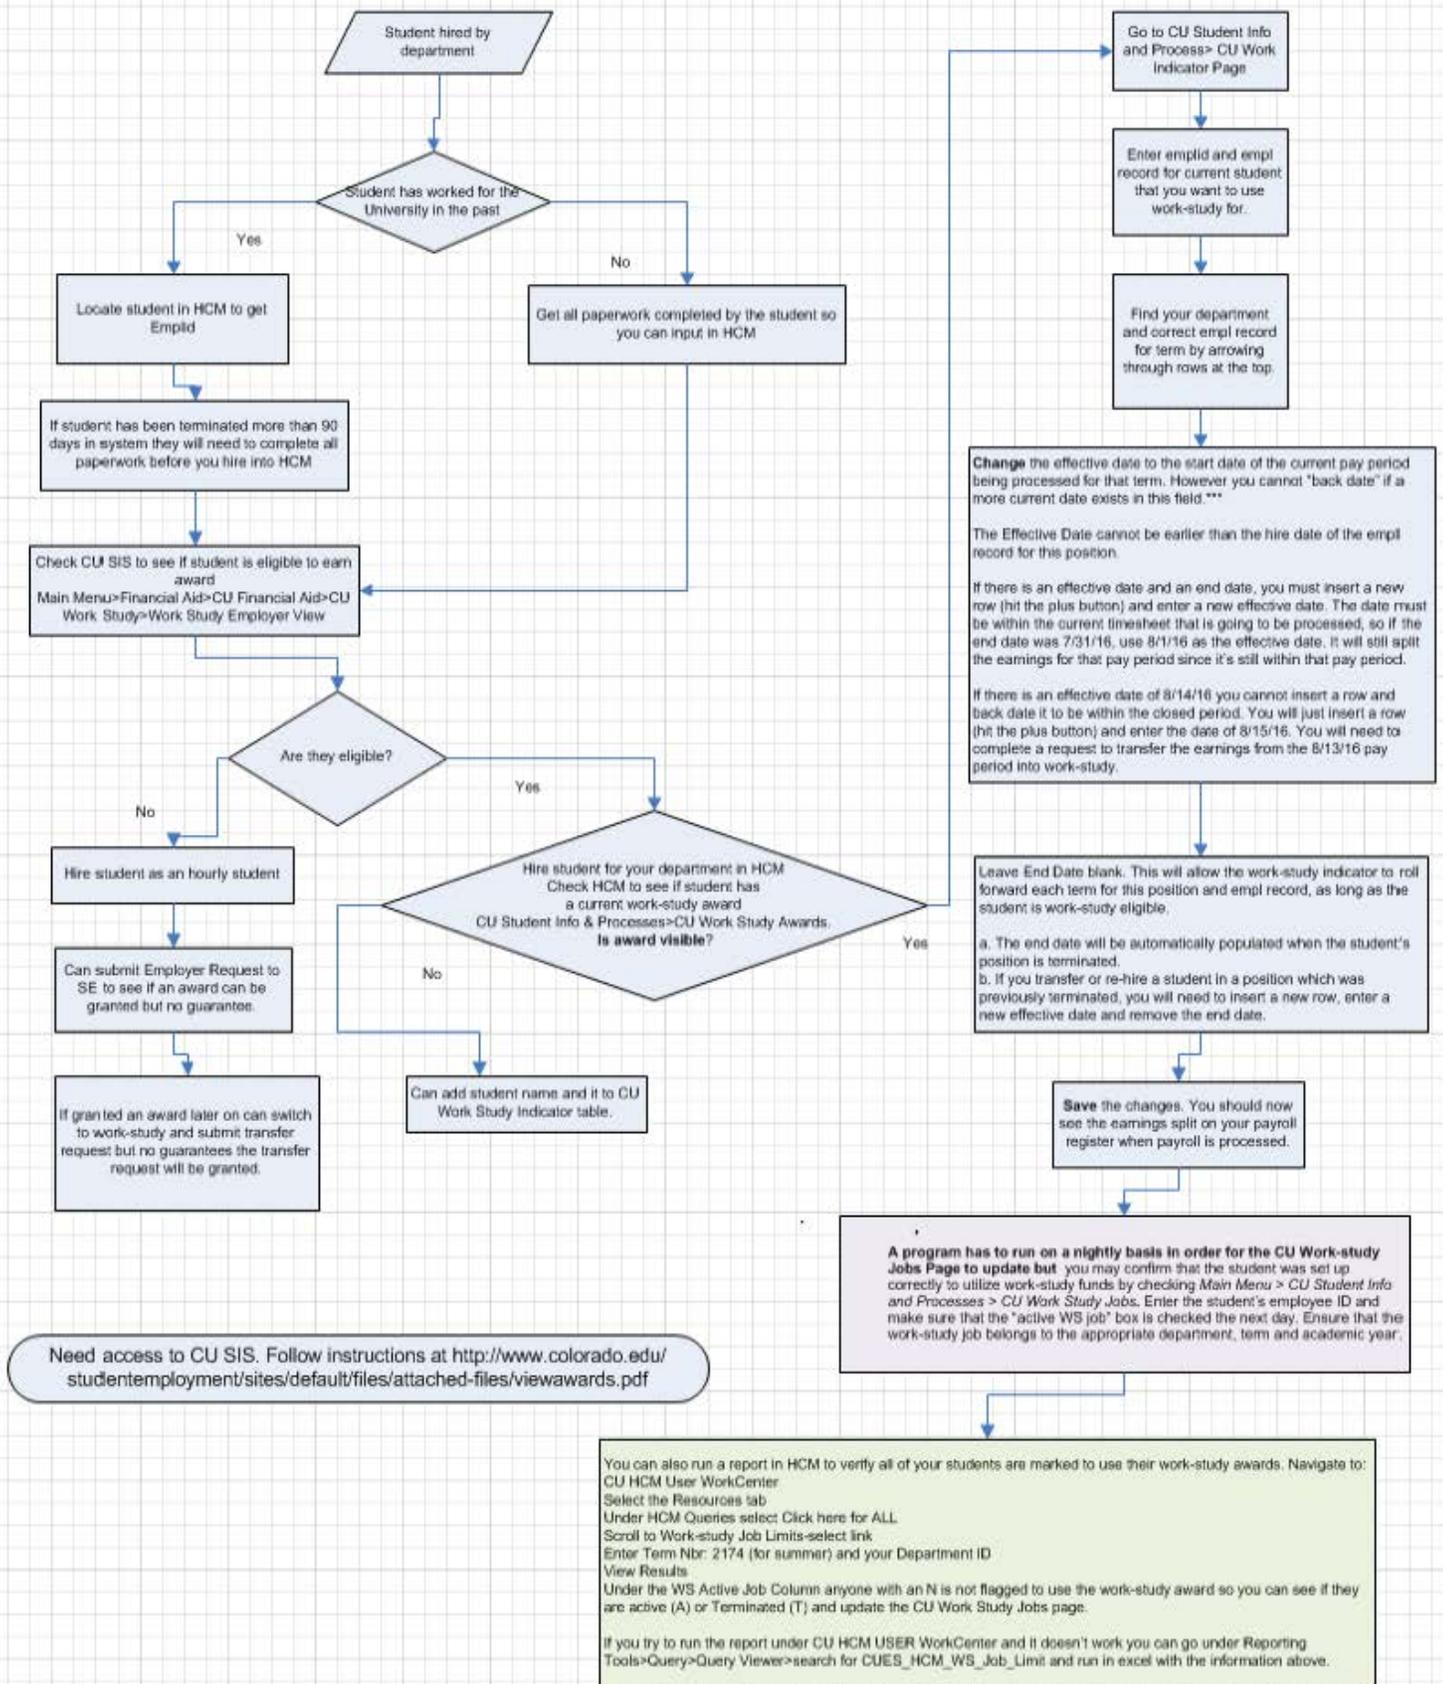 Student hired by
department
Student has worked for the
University in the past
Yes
No
Locate student in HCM to get
Emplid
Get all paperwork completed by the student so
you can input in HCM
If student has been terminated more than 90
days in system they will need to complete all
paperwork before you hire into HCM
Check CU SIS to see if student is eligible to earn
award
Main Menu>Financial Aid>CU Financial Aid>CU
Work Study>Work Study Employer View
Are they eligible?
No
Yes
Hire student as an hourly student
Can submit Employer Request to
SE to see if an award can be
granted but no guarantee.
If granted an award later on can switch
to work-study and submit transfer
request but no guarantees the transfer
request will be granted.
Hire student for your department in HCM
Check HCM to see if student has
a current work-study award
CU Student Info & Processes>CU Work Study Awards.
Is award visible?
No
Yes
Can add student name and it to CU
Work Study Indicator table.
Go to CU Student Info
and Process> CU Work
Indicator Page
Enter emplid and empl
record for current student
that you want to use
work-study for.
Find your department
and correct empl record
for term by arrowing
through rows at the top.
Change the effective date to the start date of the current pay period
being processed for that term. However you cannot "back date" if a
more current date exists in this field.***
The Effective Date cannot be earlier than the hire date of the empl
record for this position.
If there is an effective date and an end date, you must insert a new
row (hit the plus button) and enter a new effective date. The date must
be within the current timesheet that is going to be processed, so if the
end date was 7/31/16, use 8/1/16 as the effective date. It will still split
the earnings for that pay period since it's still within that pay period.
If there is an effective date of 8/14/16 you cannot insert a row and
back date it to be within the closed period. You will just insert a row
(hit the plus button) and enter the date of 8/15/16. You will need to
complete a request to transfer the earnings from the 8/13/16 pay
period into work-study.
Leave End Date blank. This will allow the work-study indicator to roll
forward each term for this position and empl record, as long as the
student is work-study eligible.
a. The end date will be automatically populated when the student's
position is terminated.
b. If you transfer or re-hire a student in a position which was
previously terminated, you will need to insert a new row, enter a
new effective date and remove the end date.
Save the changes. You should now
see the earnings split on your payroll
register when payroll is processed.
A program has to run on a nightly basis in order for the CU Work-study
Jobs Page to update but you may confirm that the student was set up
correctly to utilize work-study funds by checking Main Menu > CU Student Info
and Processes > CU Work Study Jobs. Enter the student's employee ID and
make sure that the "active WS job" box is checked the next day. Ensure that the
work-study job belongs to the appropriate department, term and academic year.
Need access to CU SIS. Follow instructions at http://www.colorado.edu/
studentemployment/sites/default/files/attached-files/viewawards.pdf
You can also run a report in HCM to verify all of your students are marked to use their work-study awards. Navigate to:
CU HCM User WorkCenter
Select the Resources tab
Under HCM Queries select Click here for ALL
Scroll to Work-study Job Limits-select link
Enter Term Nbr: 2174 (for summer) and your Department ID
View Results
Under the WS Active Job Column anyone with an N is not flagged to use the work-study award so you can see if they
are active (A) or Terminated (T) and update the CU Work Study Jobs page.
If you try to run the report under CU HCM USER WorkCenter and it doesn't work you can go under Reporting
Tools>Query>Query Viewer>search for CUES_HCM_WS_Job_Limit and run in excel with the information above.